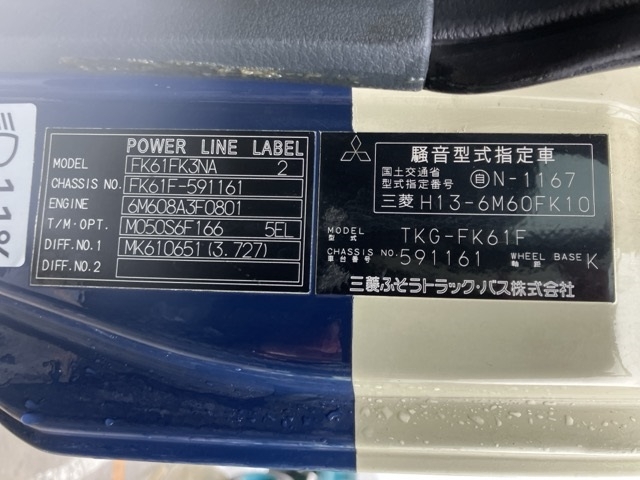 POWER LINE LABEL
MODEL FK61FK3NA 2
CHASSIS NO. FK61F-591161
ENGINE 6M608A3F0801
T/M・OPT. M050S6F166 5EL
DIFF.NO.1 MK610651(3.727)
DIFF.NO.2
騒音型式指定車
国土交通省
型式指定番号 自N-1167
三菱 H13-6M60FK10
MODEL
型式 TKG-FK61F
CHASSIS NO. 591161 WHEEL BASE K
車台番号 軸距
三菱ふそうトラック・バス株式会社
11%